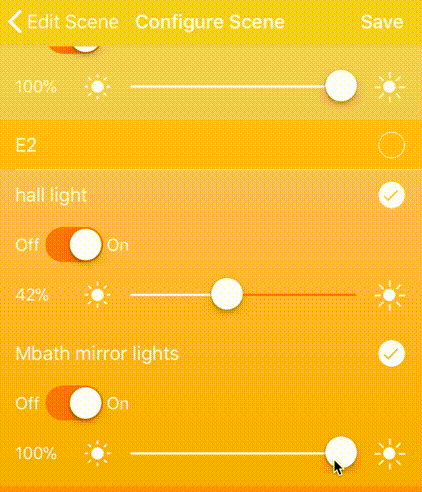 Edit Scene Configure Scene Save
100%
E2
hall light
Off On
42%
Mbath mirror lights
Off On
100%